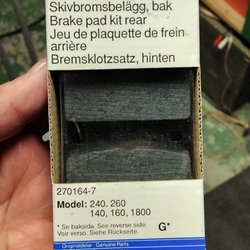 Skivbromsbelägg, bak
Brake pad kit rear
Jeu de plaquette de frein-
arrière
Bremsklotzsatz, hinten
270164-7
Model: 240, 260
140, 160, 1800
* Se baksida. See reverse side.
Voir verso. Siehe Rückseite.
G*
Originaldelar Genuine Parts